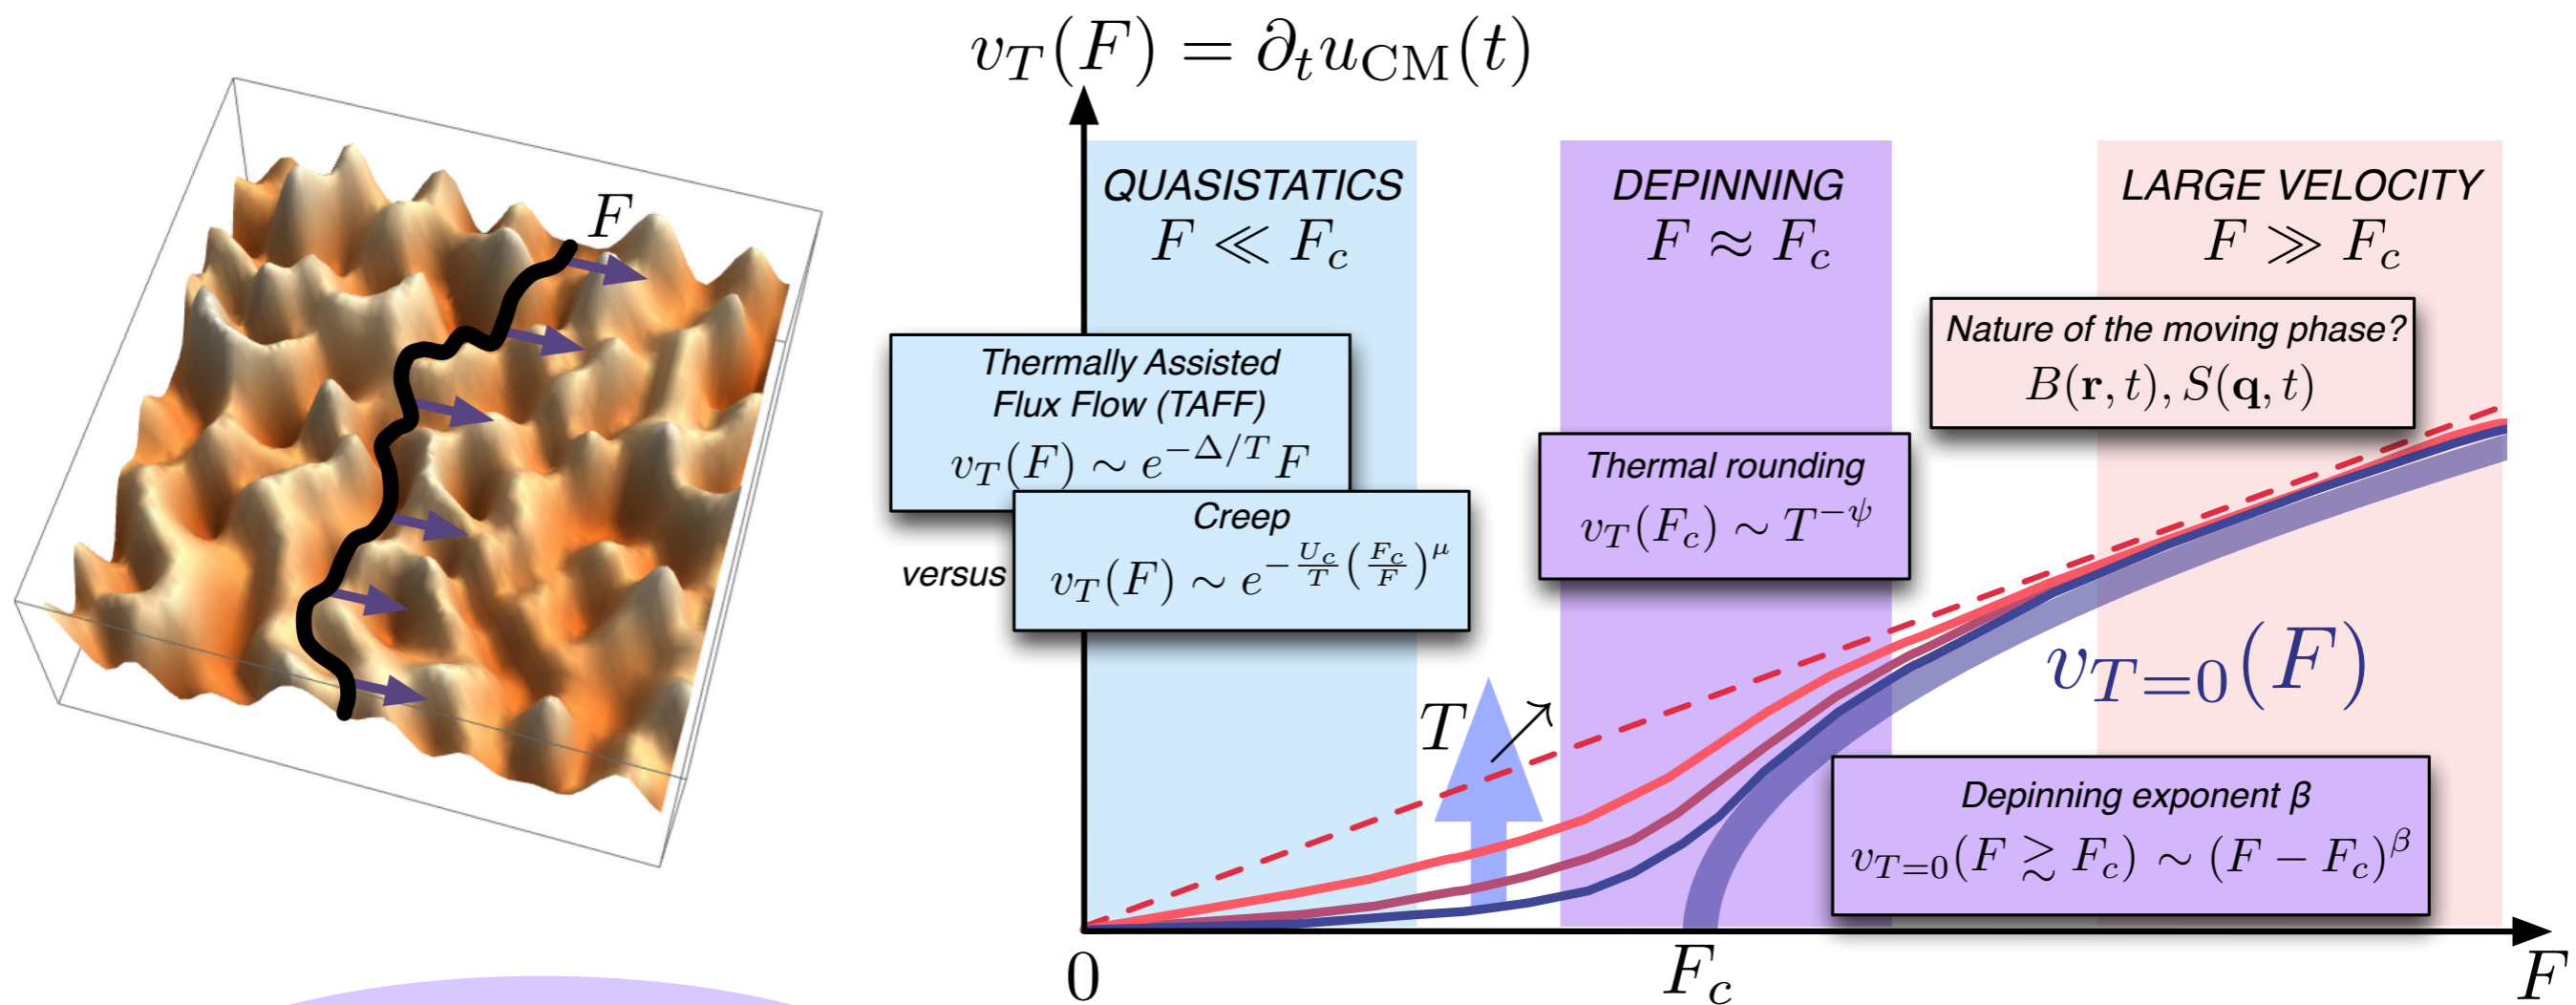 v_T(F) = ∂_t u_CM(t)
F
QUASISTATICS
F ≪ F_c
DEPINNING
F ≈ F_c
LARGE VELOCITY
F ≫ F_c
Thermally Assisted
Flux Flow (TAFF)
v_T(F) ∼ e^{−Δ/T} F
versus
Creep
v_T(F) ∼ e^{−\frac{U_c}{T}(\frac{F_c}{F})^μ}
Thermal rounding
v_T(F_c) ∼ T^{−ψ}
Nature of the moving phase?
B(r, t), S(q, t)
T ↗
v_{T=0}(F)
Depinning exponent β
v_{T=0}(F ≳ F_c) ∼ (F − F_c)^β
0
F_c
F